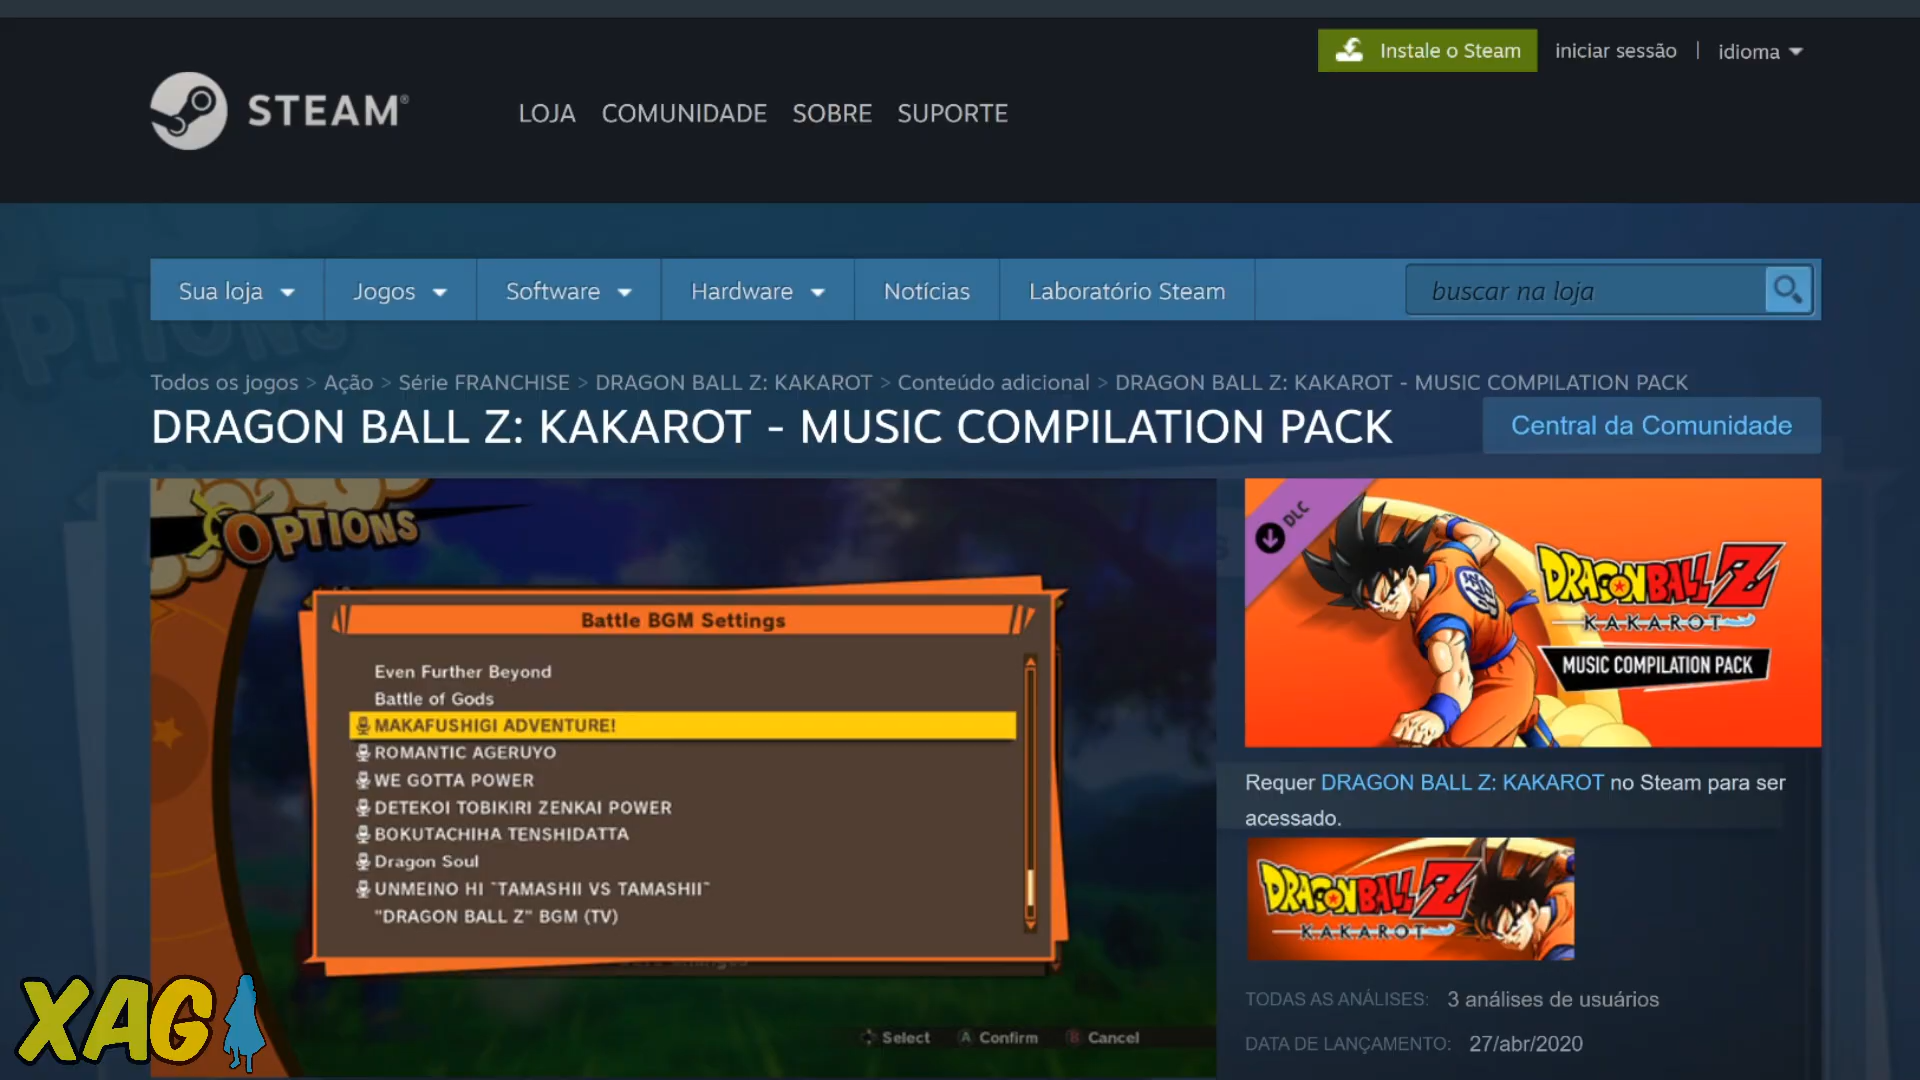 Instale o Steam
iniciar sessão | idioma
STEAM®
LOJA COMUNIDADE SOBRE SUPORTE
Sua loja Jogos Software Hardware Notícias Laboratório Steam
buscar na loja
Todos os jogos > Ação > Série FRANCHISE > DRAGON BALL Z: KAKAROT > Conteúdo adicional > DRAGON BALL Z: KAKAROT - MUSIC COMPILATION PACK
DRAGON BALL Z: KAKAROT - MUSIC COMPILATION PACK
Central da Comunidade
OPTIONS
Battle BGM Settings
Even Further Beyond
Battle of Gods
MAKAFUSHIGI ADVENTURE!
ROMANTIC AGERUYO
WE GOTTA POWER
DETEKOI TOBIKIRI ZENKAI POWER
BOKUTACHIHA TENSHIDATTA
Dragon Soul
UNMEINO HI ~TAMASHII VS TAMASHII~
"DRAGON BALL Z" BGM (TV)
Select A Confirm B Cancel
DLC
DRAGON BALL Z
KAKAROT
MUSIC COMPILATION PACK
Requer DRAGON BALL Z: KAKAROT no Steam para ser
acessado.
DRAGON BALL Z
KAKAROT
TODAS AS ANÁLISES: 3 análises de usuários
DATA DE LANÇAMENTO: 27/abr/2020
XAG